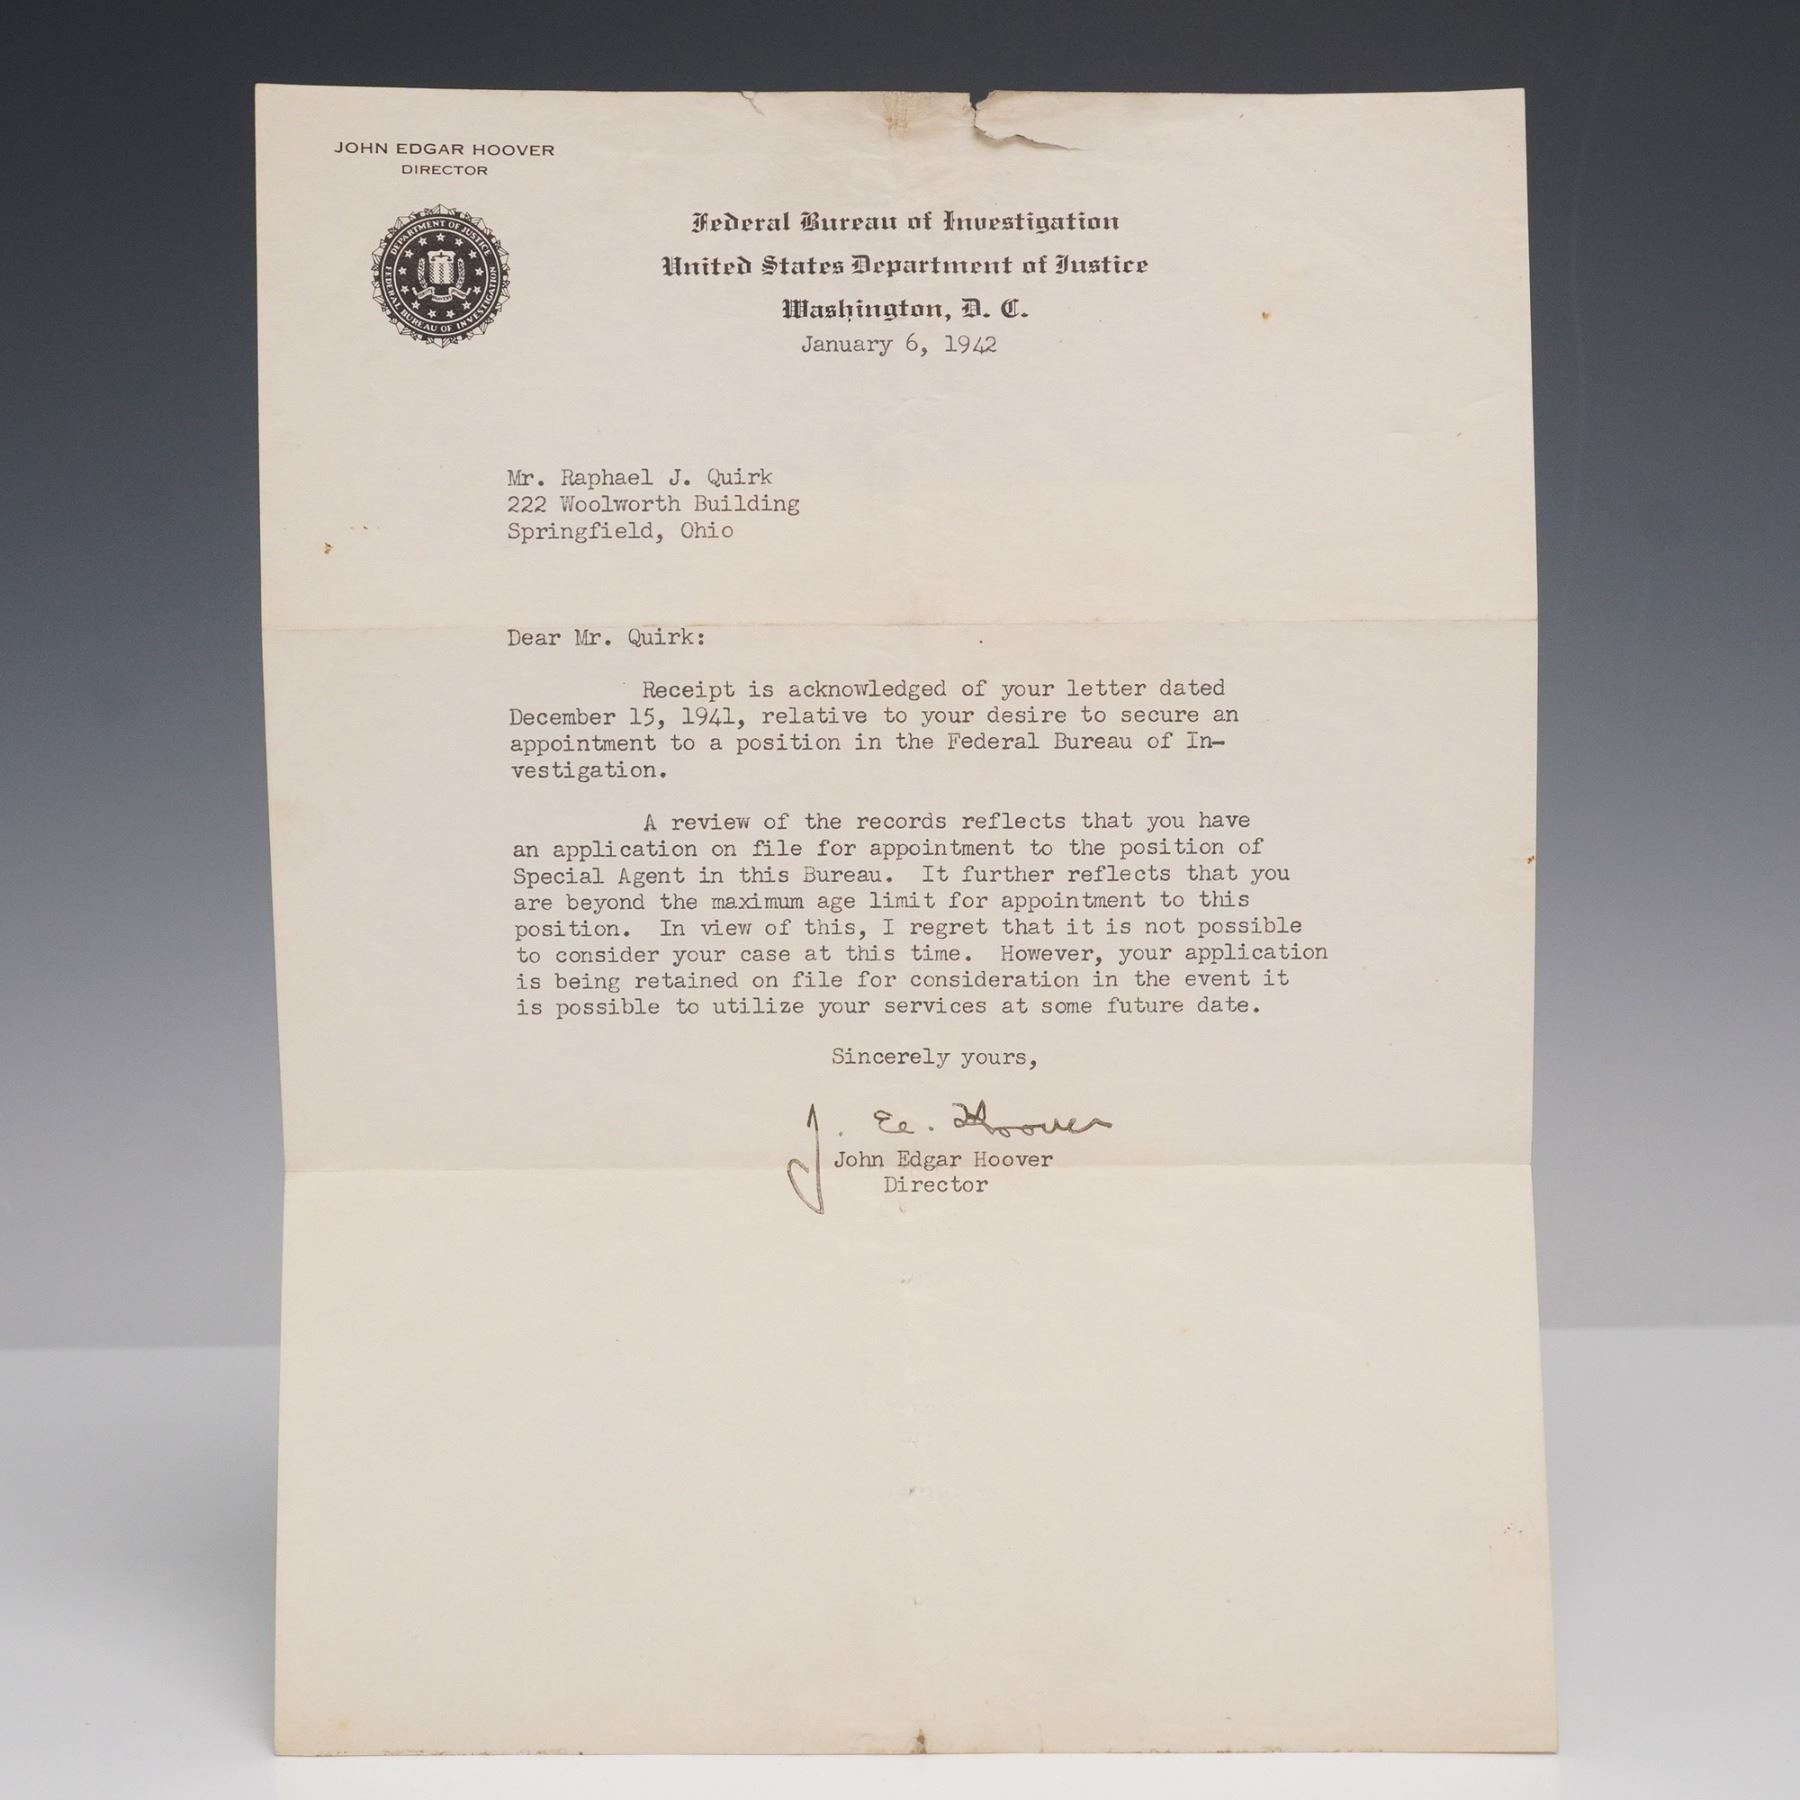 JOHN EDGAR HOOVER
DIRECTOR
DEPARTMENT OF JUSTICE
FEDERAL BUREAU OF INVESTIGATION
Federal Bureau of Investigation
United States Department of Justice
Washington, D. C.
January 6, 1942
Mr. Raphael J. Quirk
222 Woolworth Building
Springfield, Ohio
Dear Mr. Quirk:
Receipt is acknowledged of your letter dated
December 15, 1941, relative to your desire to secure an
appointment to a position in the Federal Bureau of In-
vestigation.
A review of the records reflects that you have
an application on file for appointment to the position of
Special Agent in this Bureau.  It further reflects that you
are beyond the maximum age limit for appointment to this
position.  In view of this, I regret that it is not possible
to consider your case at this time.  However, your application
is being retained on file for consideration in the event it
is possible to utilize your services at some future date.
Sincerely yours,
J. E. Hoover
John Edgar Hoover
Director